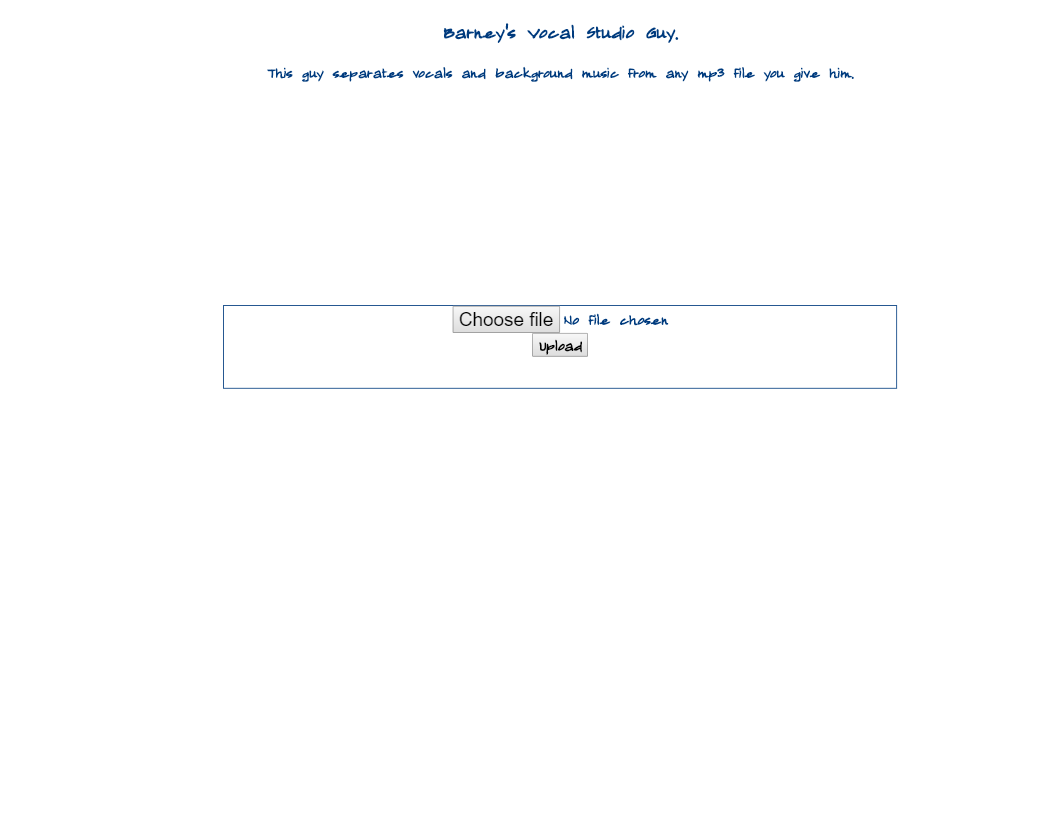 Barney's Vocal Studio Guy.
This guy separates vocals and background music from any mp3 file you give him.
Choose file No file chosen
Upload